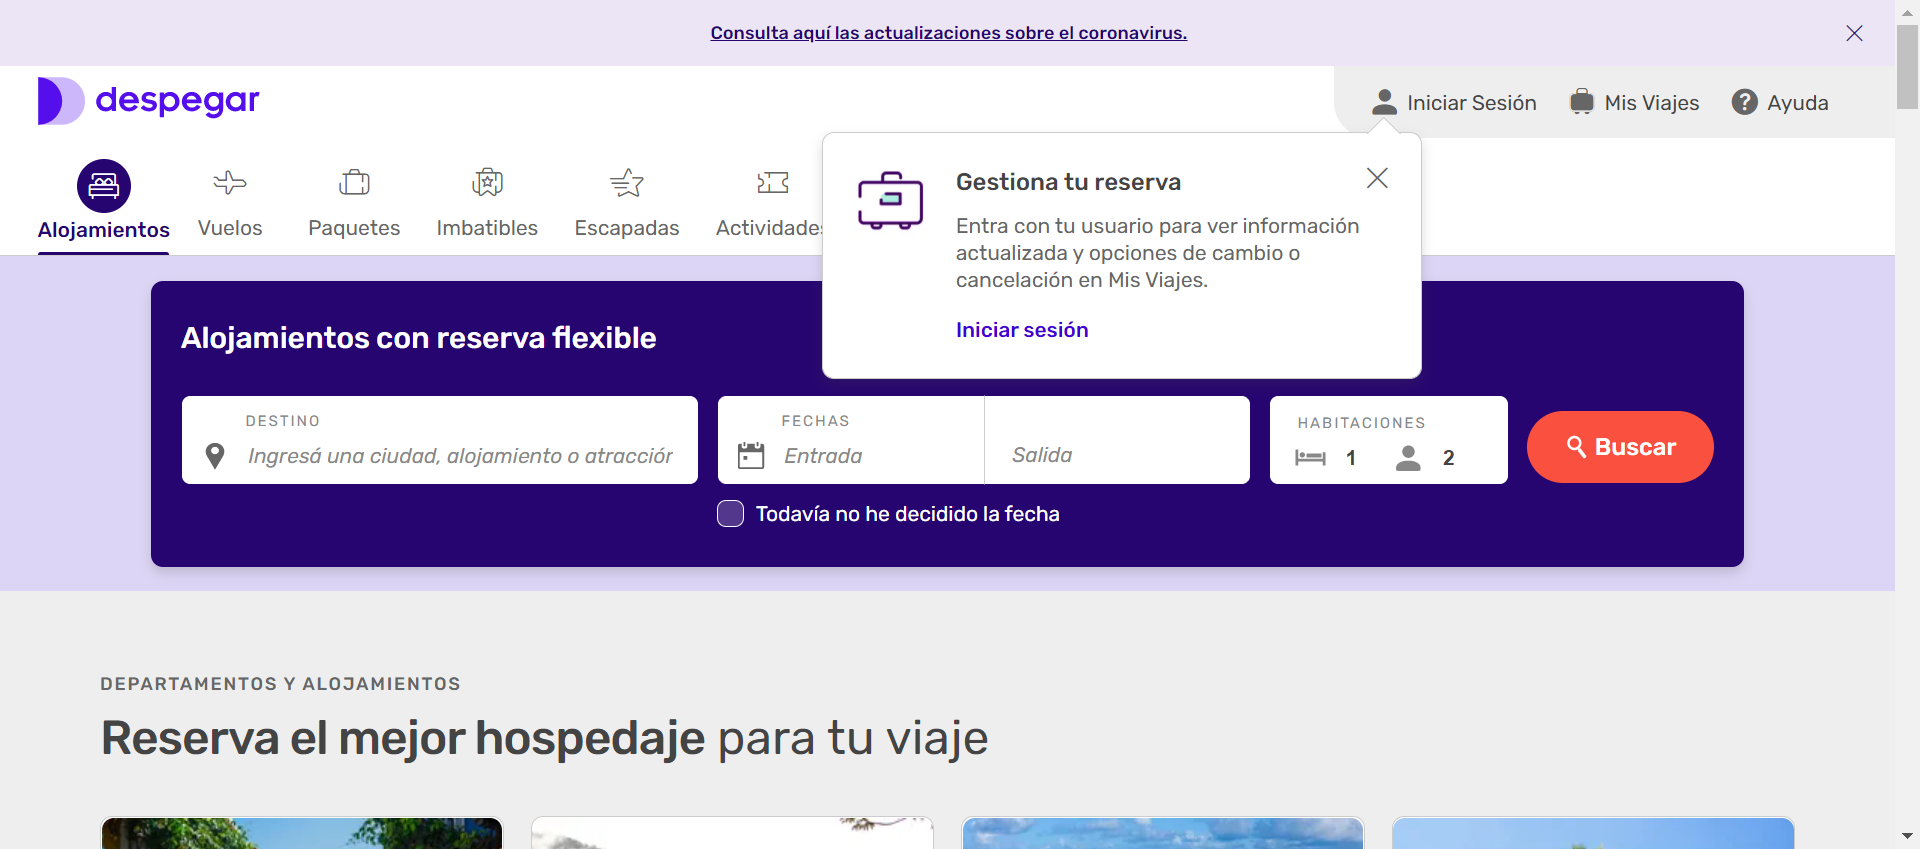 Consulta aquí las actualizaciones sobre el coronavirus.
despegar
Iniciar Sesión
Mis Viajes
? Ayuda
Alojamientos
Vuelos
Paquetes
Imbatibles
Escapadas
Actividades
Gestiona tu reserva
Entra con tu usuario para ver información
actualizada y opciones de cambio o
cancelación en Mis Viajes.
Iniciar sesión
Alojamientos con reserva flexible
DESTINO
Ingresá una ciudad, alojamiento o atracción
FECHAS
Entrada
Salida
HABITACIONES
1
2
Buscar
Todavía no he decidido la fecha
DEPARTAMENTOS Y ALOJAMIENTOS
Reserva el mejor hospedaje para tu viaje